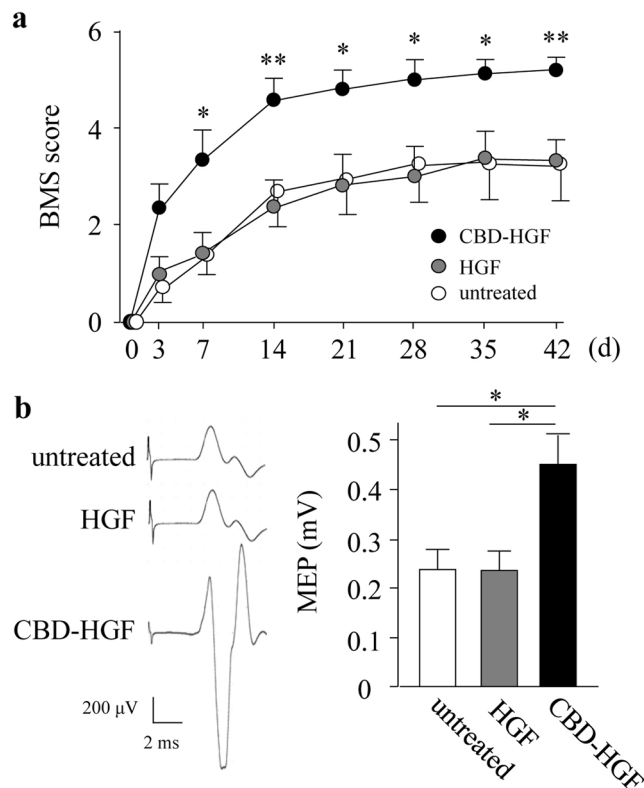 a
BMS score
6
4
2
0
* ** * * * **
CBD-HGF
HGF
untreated
0 3 7 14 21 28 35 42 (d)
b
untreated
HGF
CBD-HGF
200 μV
2 ms
*
*
MEP (mV)
0.5
0.4
0.3
0.2
0.1
0
untreated
HGF
CBD-HGF